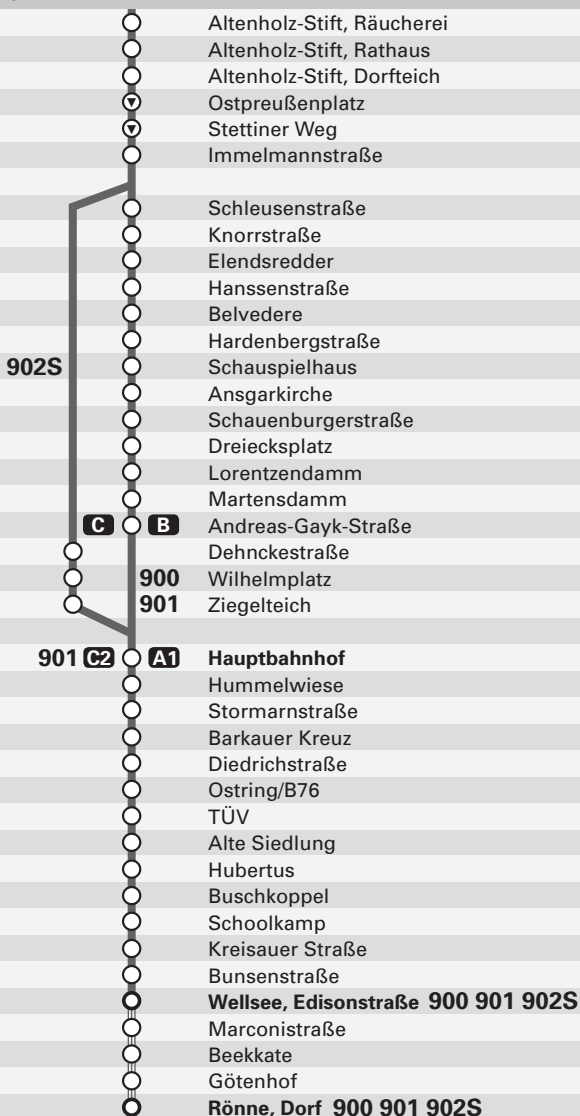 Altenholz-Stift, Räucherei
Altenholz-Stift, Rathaus
Altenholz-Stift, Dorfteich
Ostpreußenplatz
Stettiner Weg
Immelmannstraße
Schleusenstraße
Knorrstraße
Elendsredder
Hanssenstraße
Belvedere
Hardenbergstraße
902S Schauspielhaus
Ansgarkirche
Schauenburgerstraße
Dreiecksplatz
Lorentzendamm
Martensdamm
C B Andreas-Gayk-Straße
Dehnckestraße
900 Wilhelmplatz
901 Ziegelteich
901 C2 A1 Hauptbahnhof
Hummelwiese
Stormarnstraße
Barkauer Kreuz
Diedrichstraße
Ostring/B76
TÜV
Alte Siedlung
Hubertus
Buschkoppel
Schoolkamp
Kreisauer Straße
Bunsenstraße
Wellsee, Edisonstraße 900 901 902S
Marconistraße
Beekkate
Götenhof
Rönne, Dorf 900 901 902S